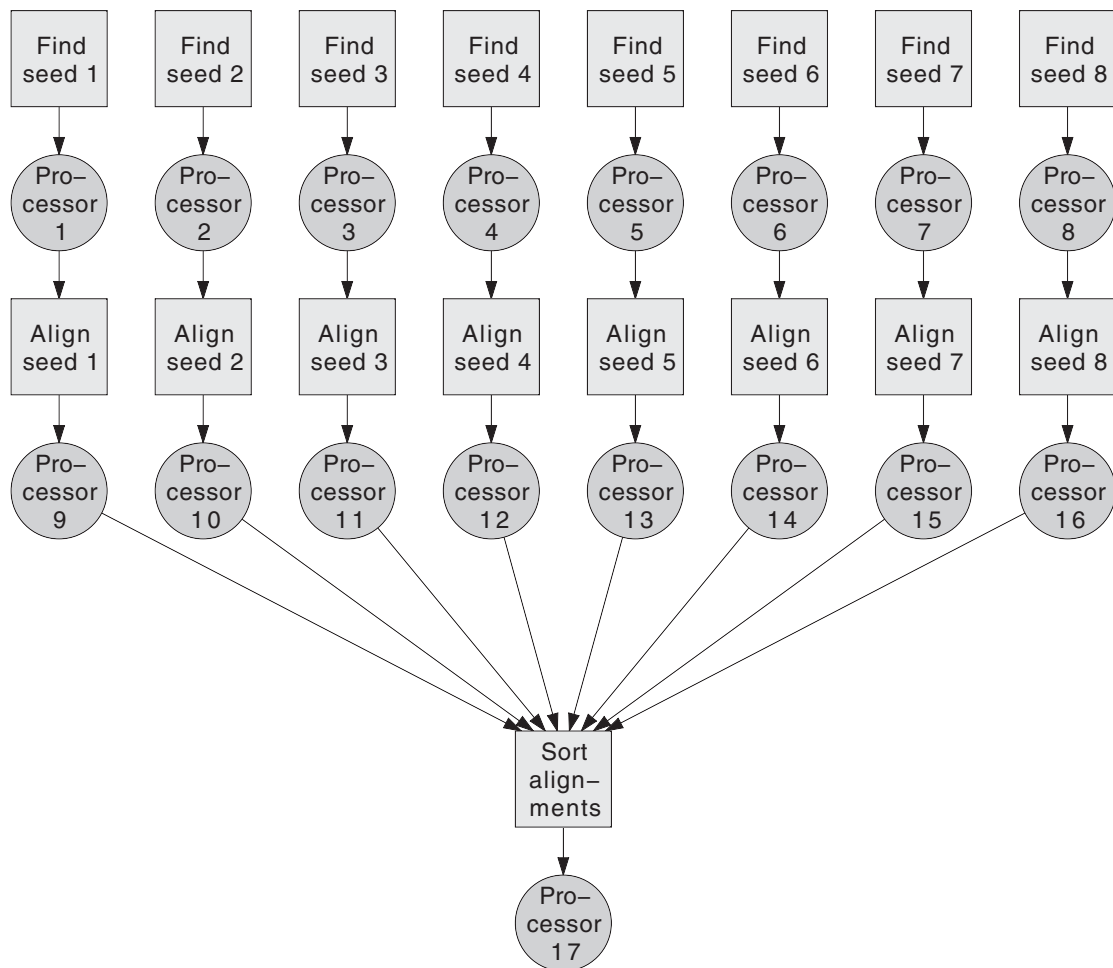 Find
seed 1
Find
seed 2
Find
seed 3
Find
seed 4
Find
seed 5
Find
seed 6
Find
seed 7
Find
seed 8
Pro–
cessor
1
Pro–
cessor
2
Pro–
cessor
3
Pro–
cessor
4
Pro–
cessor
5
Pro–
cessor
6
Pro–
cessor
7
Pro–
cessor
8
Align
seed 1
Align
seed 2
Align
seed 3
Align
seed 4
Align
seed 5
Align
seed 6
Align
seed 7
Align
seed 8
Pro–
cessor
9
Pro–
cessor
10
Pro–
cessor
11
Pro–
cessor
12
Pro–
cessor
13
Pro–
cessor
14
Pro–
cessor
15
Pro–
cessor
16
Sort
align–
ments
Pro–
cessor
17